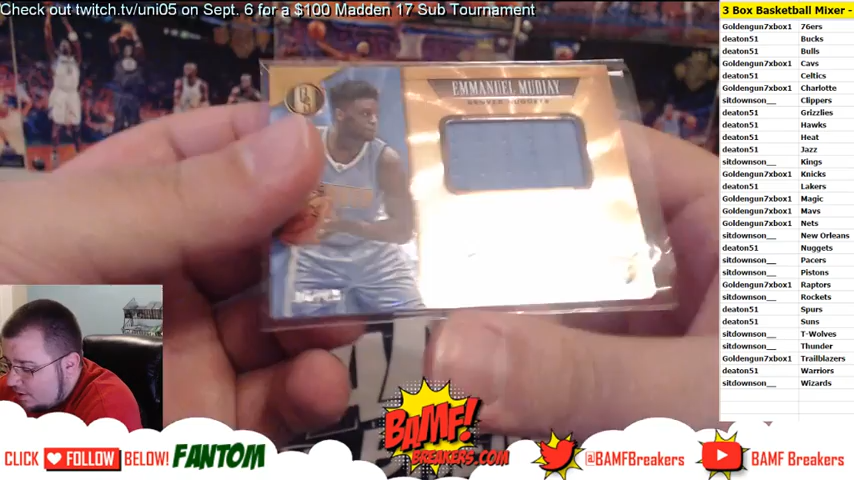 Check out twitch.tv/uni05 on Sept. 6 for a $100 Madden 17 Sub Tournament
3 Box Basketball Mixer -
Goldengun7xbox1 76ers
deaton51 Bucks
deaton51 Bulls
Goldengun7xbox1 Cavs
deaton51 Celtics
Goldengun7xbox1 Charlotte
sitdownson__ Clippers
deaton51 Grizzlies
deaton51 Hawks
deaton51 Heat
deaton51 Jazz
sitdownson__ Kings
Goldengun7xbox1 Knicks
deaton51 Lakers
Goldengun7xbox1 Magic
Goldengun7xbox1 Mavs
Goldengun7xbox1 Nets
sitdownson__ New Orleans
deaton51 Nuggets
sitdownson__ Pacers
sitdownson__ Pistons
Goldengun7xbox1 Raptors
sitdownson__ Rockets
deaton51 Spurs
deaton51 Suns
sitdownson__ T-Wolves
sitdownson__ Thunder
Goldengun7xbox1 Trailblazers
deaton51 Warriors
sitdownson__ Wizards
EMMANUEL MUDIAY
DENVER NUGGETS
CLICK FOLLOW BELOW! FANTOM
BAMF!
BREAKERS.COM
@BAMFBreakers
BAMF Breakers